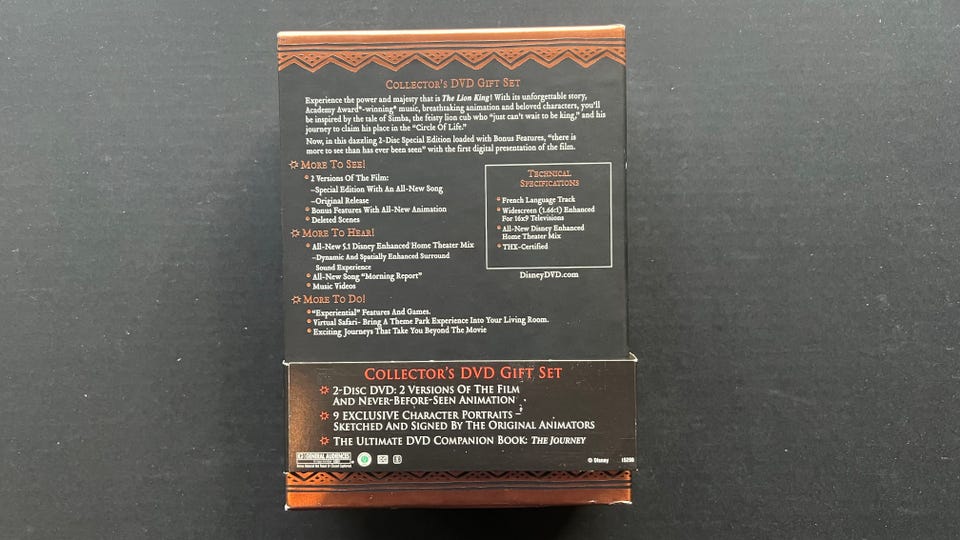 COLLECTOR'S DVD GIFT SET
Experience the power and majesty that is The Lion King! With its unforgettable story,
Academy Award®-winning* music, breathtaking animation and beloved characters, you'll
be inspired by the tale of Simba, the feisty lion cub who "just can't wait to be king," and his
journey to claim his place in the "Circle Of Life."
Now, in this dazzling 2-Disc Special Edition loaded with Bonus Features, "there is
more to see than has ever been seen" with the first digital presentation of the film.
MORE TO SEE!
2 Versions Of The Film:
–Special Edition With An All-New Song
–Original Release
Bonus Features With All-New Animation
Deleted Scenes
MORE TO HEAR!
All-New 5.1 Disney Enhanced Home Theater Mix
–Dynamic And Spatially Enhanced Surround
Sound Experience
All-New Song "Morning Report"
Music Videos
MORE TO DO!
"Experiential" Features And Games.
Virtual Safari- Bring A Theme Park Experience Into Your Living Room.
Exciting Journeys That Take You Beyond The Movie
TECHNICAL
SPECIFICATIONS
French Language Track
Widescreen (1.66:1) Enhanced
For 16x9 Televisions
All-New Disney Enhanced
Home Theater Mix
THX-Certified
DisneyDVD.com
COLLECTOR'S DVD GIFT SET
2-DISC DVD: 2 VERSIONS OF THE FILM
AND NEVER-BEFORE-SEEN ANIMATION
9 EXCLUSIVE CHARACTER PORTRAITS –
SKETCHED AND SIGNED BY THE ORIGINAL ANIMATORS
THE ULTIMATE DVD COMPANION BOOK: THE JOURNEY
G GENERAL AUDIENCES
© Disney